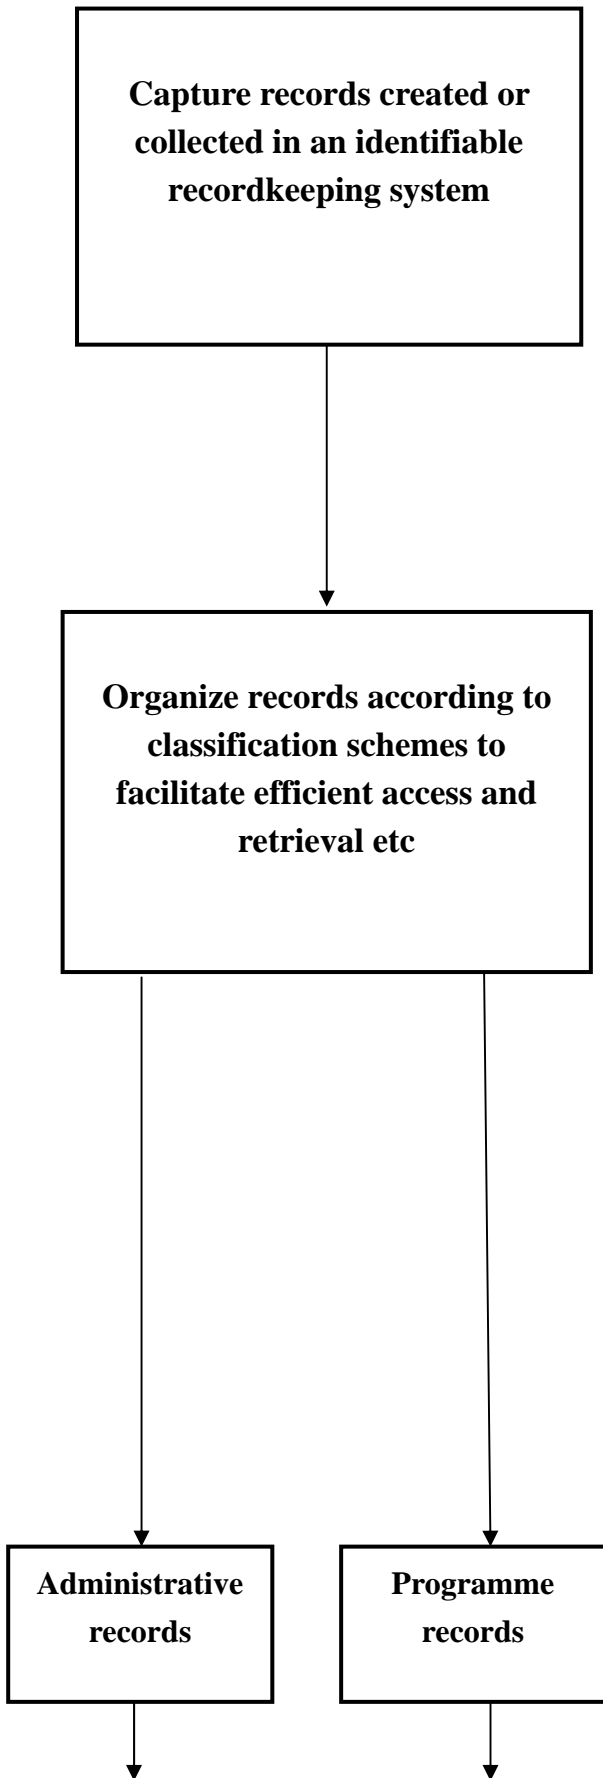 Capture records created or
collected in an identifiable
recordkeeping system
Organize records according to
classification schemes to
facilitate efficient access and
retrieval etc
Administrative
records
Programme
records